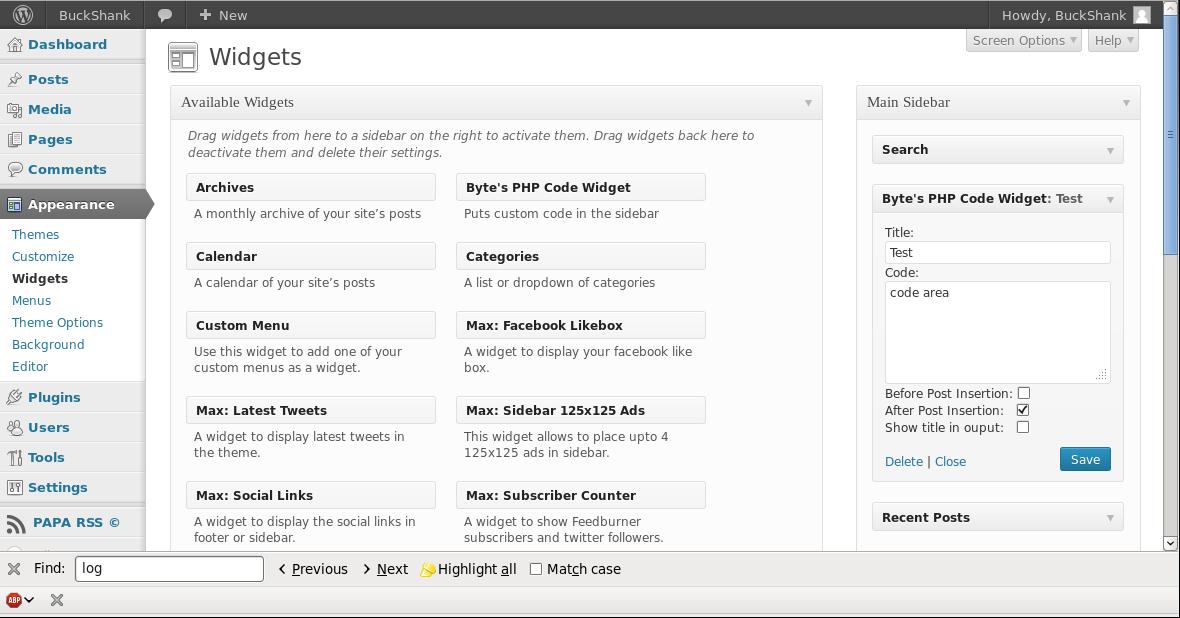 BuckShank
New
Howdy, BuckShank
Dashboard
Posts
Media
Pages
Comments
Appearance
Themes
Customize
Widgets
Menus
Theme Options
Background
Editor
Plugins
Users
Tools
Settings
PAPA RSS ©
Screen Options
Help
Widgets
Available Widgets
Drag widgets from here to a sidebar on the right to activate them. Drag widgets back here to
deactivate them and delete their settings.
Archives
A monthly archive of your site’s posts
Byte's PHP Code Widget
Puts custom code in the sidebar
Calendar
A calendar of your site’s posts
Categories
A list or dropdown of categories
Custom Menu
Use this widget to add one of your
custom menus as a widget.
Max: Facebook Likebox
A widget to display your facebook like
box.
Max: Latest Tweets
A widget to display latest tweets in
the theme.
Max: Sidebar 125x125 Ads
This widget allows to place upto 4
125x125 ads in sidebar.
Max: Social Links
A widget to display the social links in
footer or sidebar.
Max: Subscriber Counter
A widget to show Feedburner
subscribers and twitter followers.
Main Sidebar
Search
Byte's PHP Code Widget: Test
Title:
Test
Code:
code area
Before Post Insertion:
After Post Insertion:
Show title in ouput:
Delete | Close
Save
Recent Posts
Find: log Previous Next Highlight all Match case
ABP